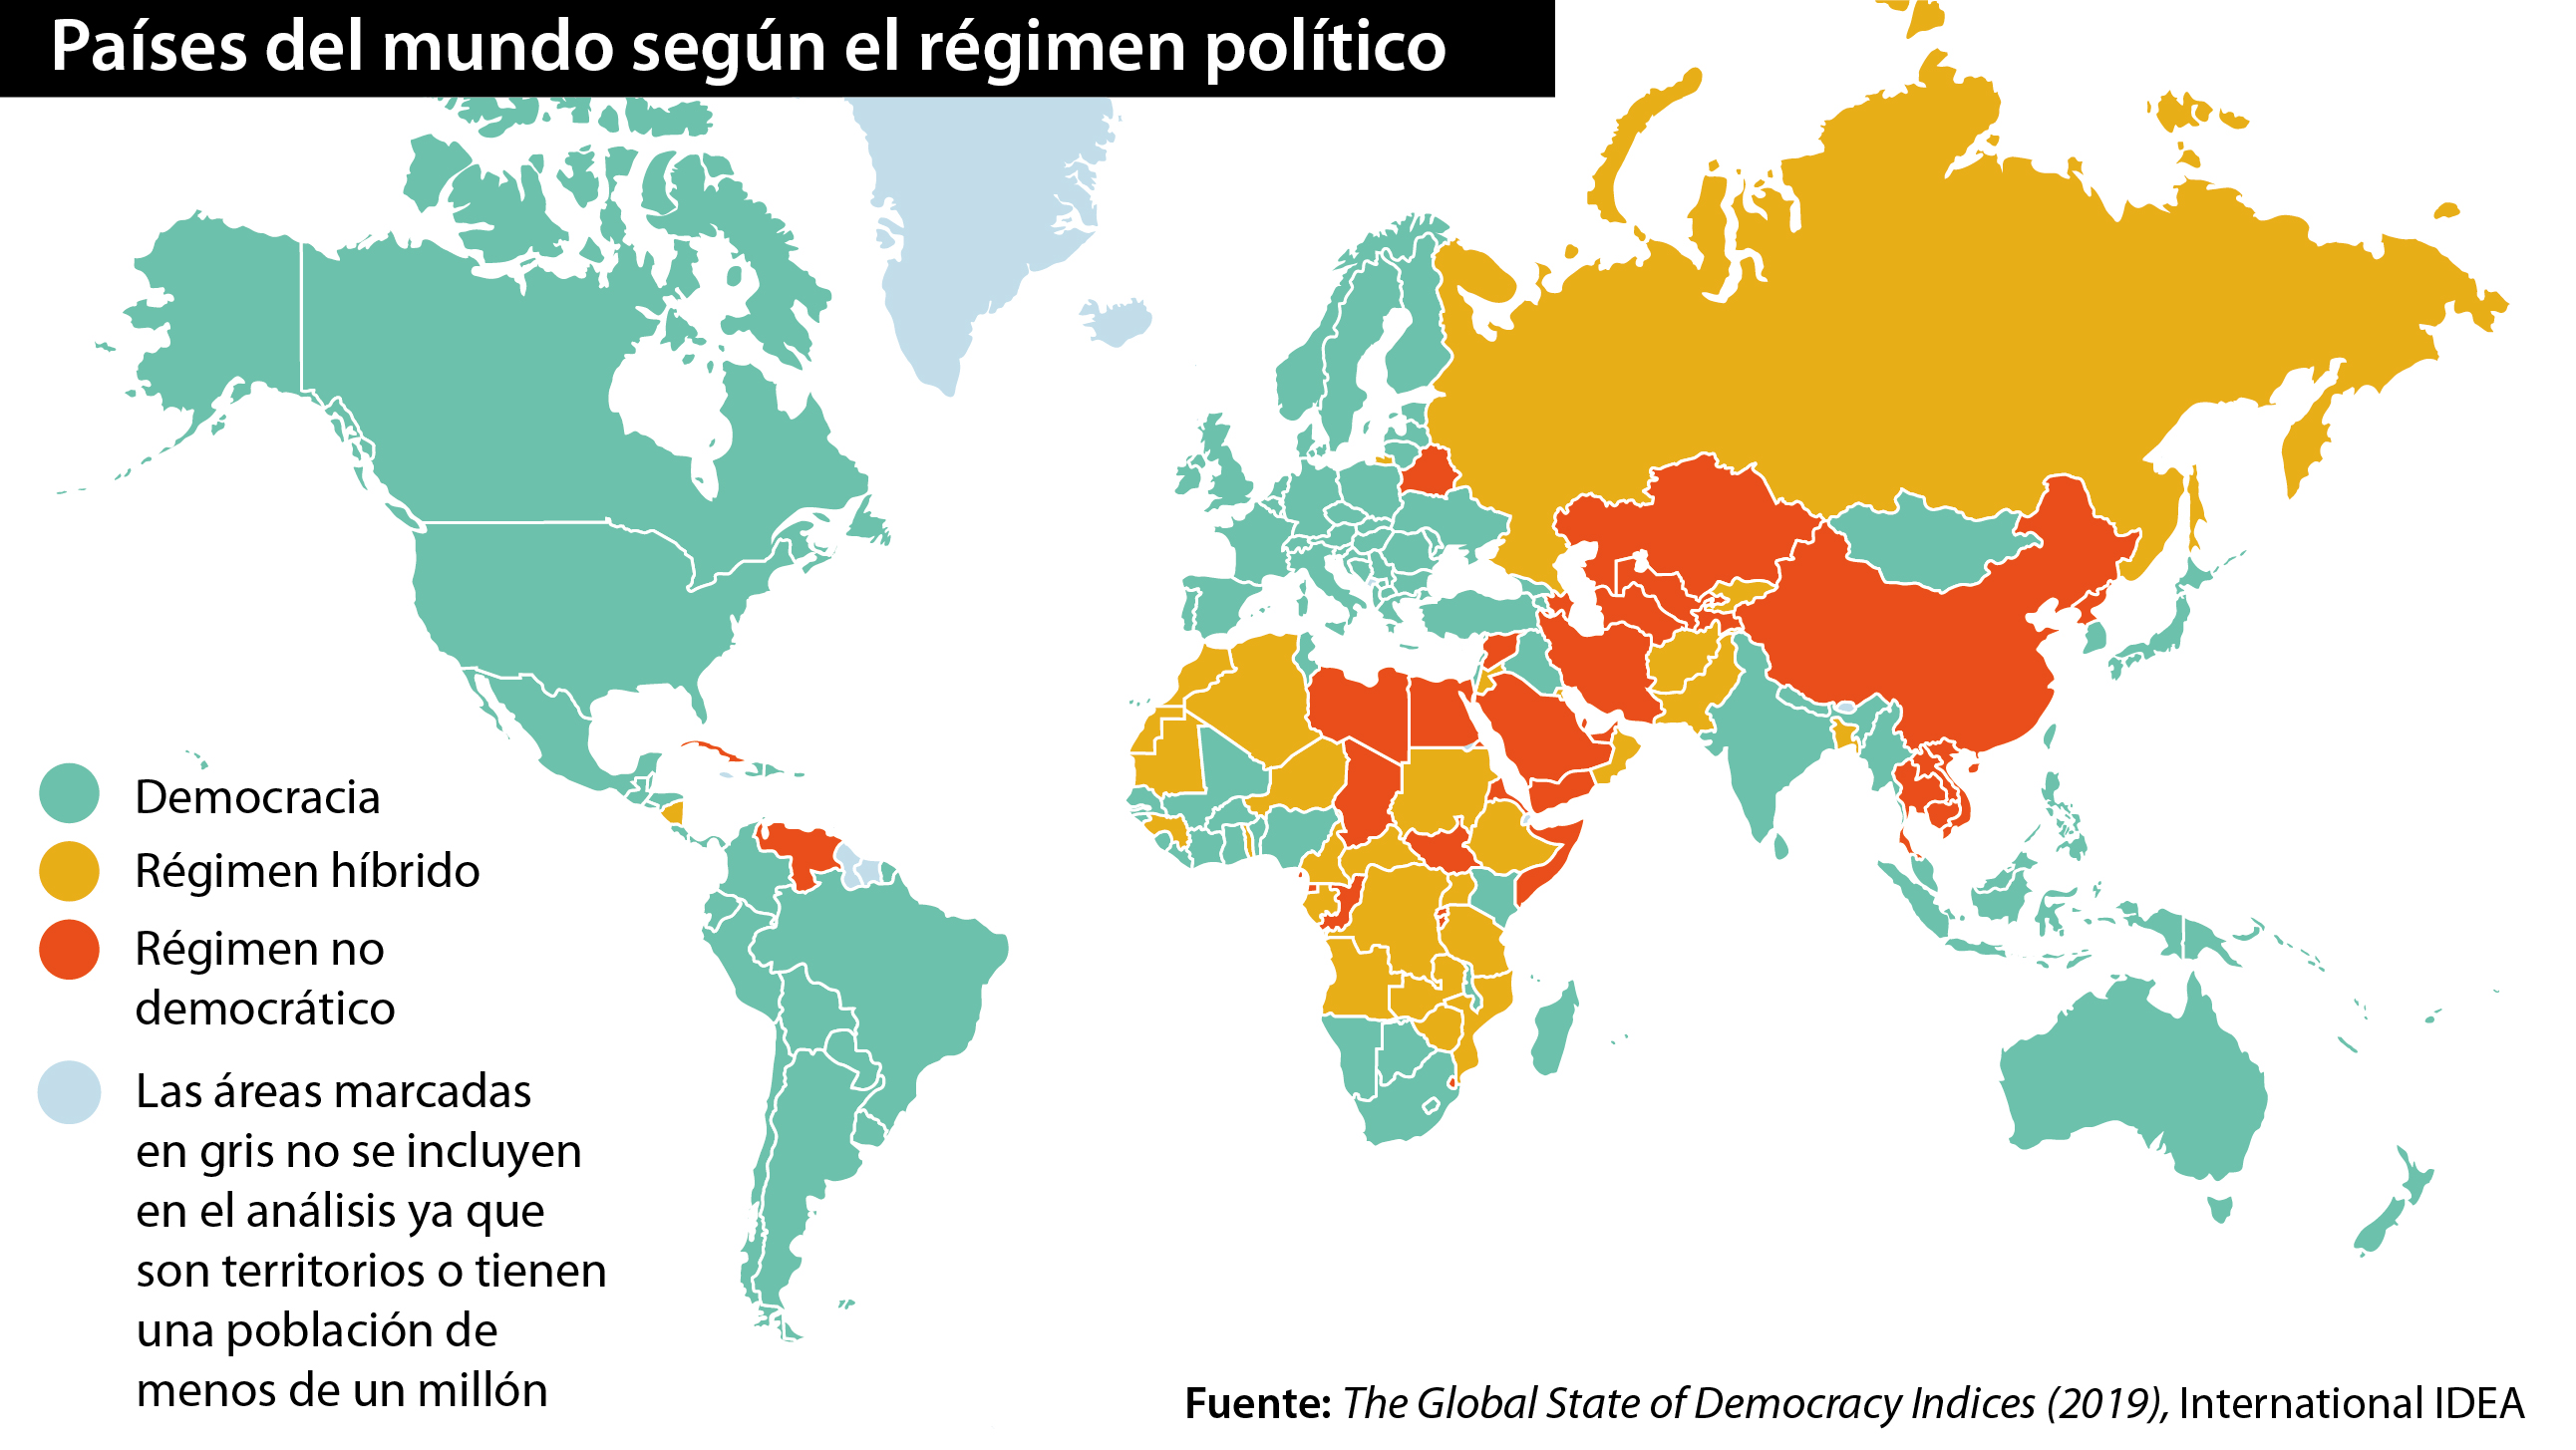 Países del mundo según el régimen político
Democracia
Régimen híbrido
Régimen no
democrático
Las áreas marcadas
en gris no se incluyen
en el análisis ya que
son territorios o tienen
una población de
menos de un millón
Fuente: The Global State of Democracy Indices (2019), International IDEA